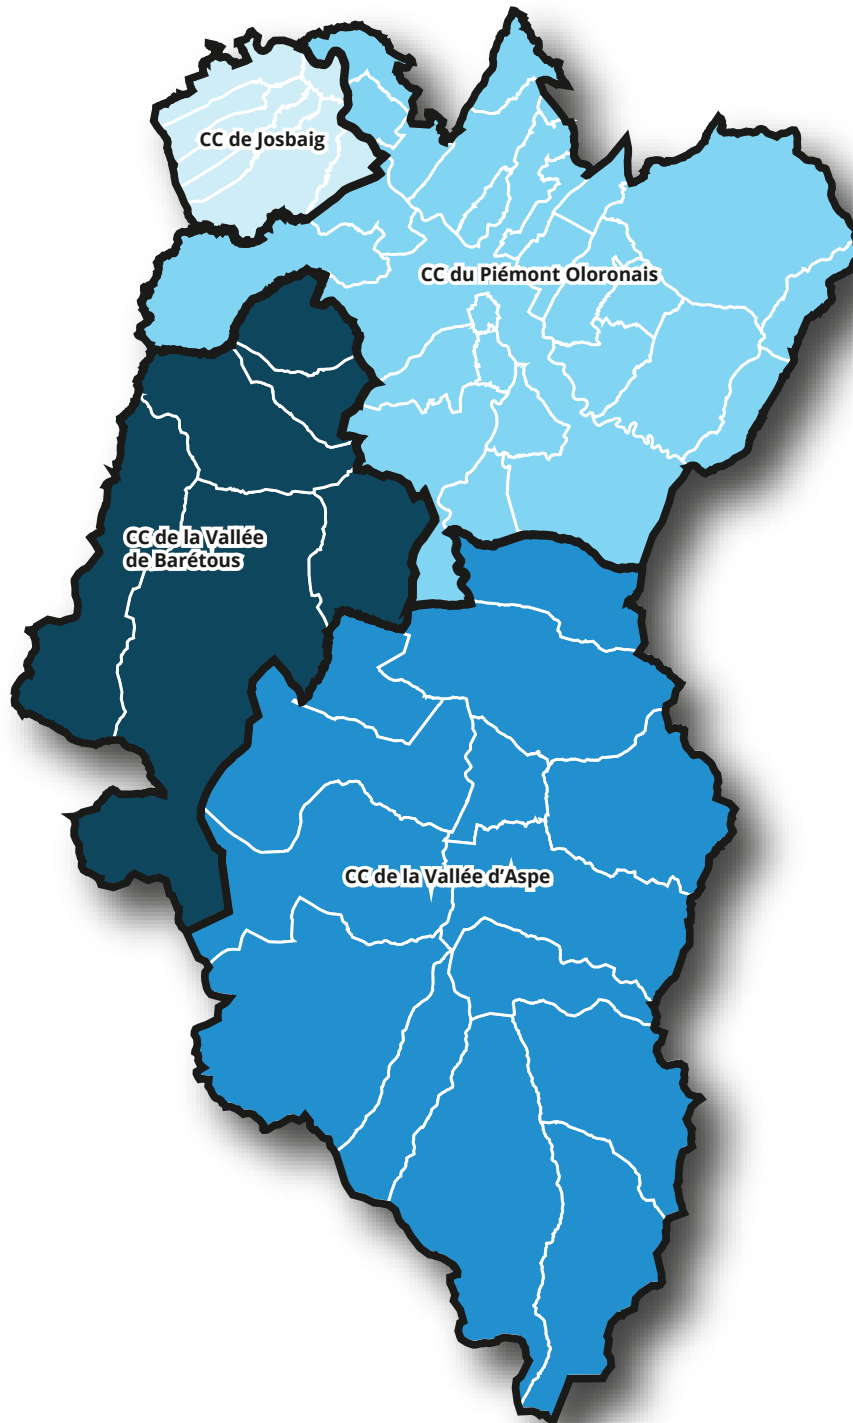 CC de Josbaig
CC du Piémont Oloronais
CC de la Vallée
de Barétous
CC de la Vallée d’Aspe